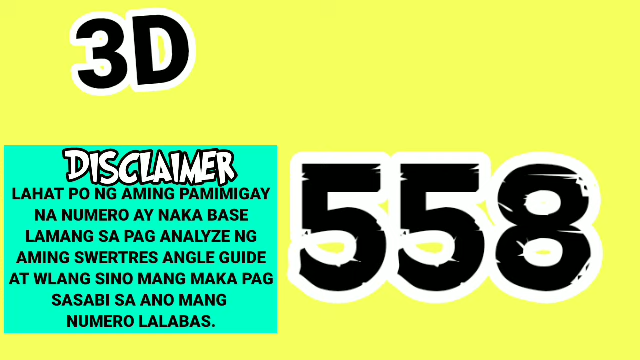 3D
DISCLAIMER
LAHAT PO NG AMING PAMIMIGAY
NA NUMERO AY NAKA BASE
LAMANG SA PAG ANALYZE NG
AMING SWERTRES ANGLE GUIDE
AT WLANG SINO MANG MAKA PAG
SASABI SA ANO MANG
NUMERO LALABAS.
558